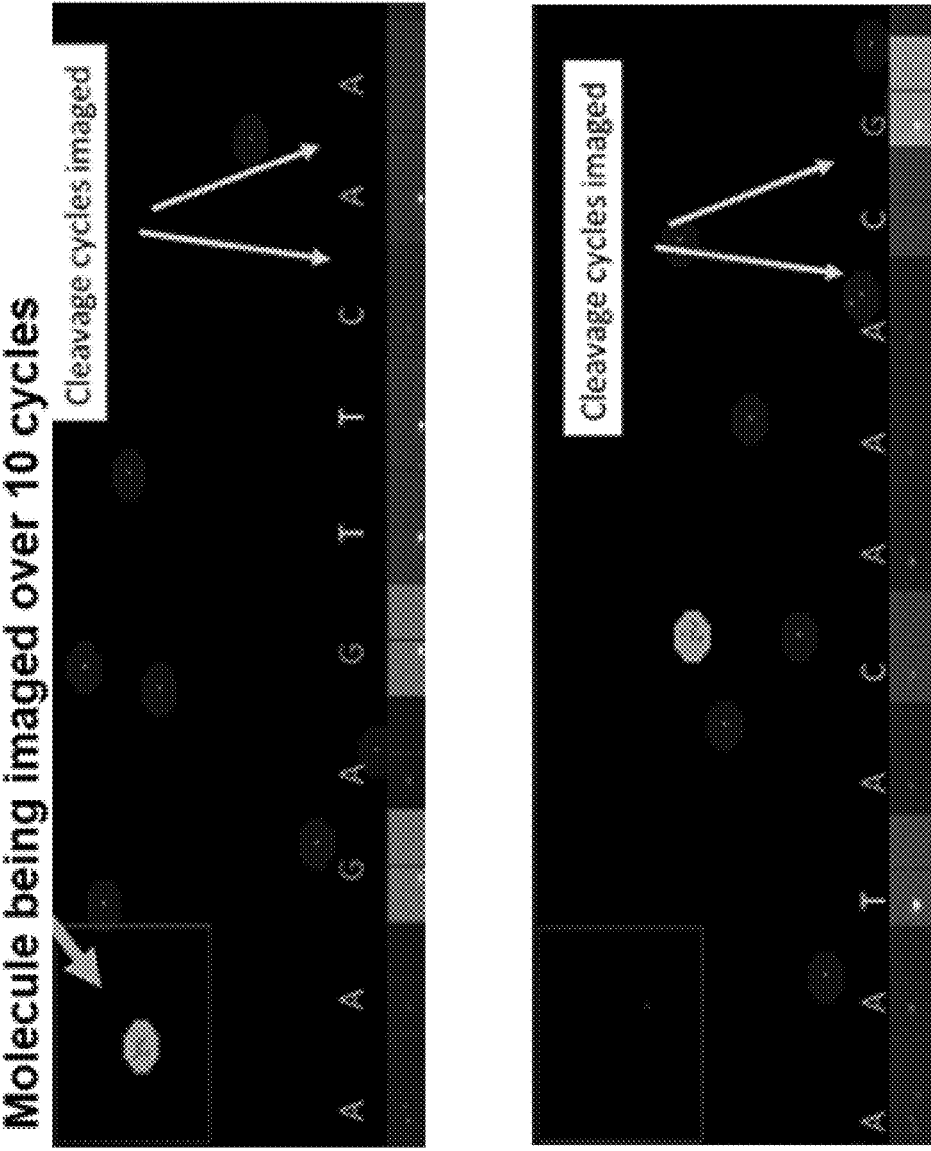 Molecule being imaged over 10 cycles
Cleavage cycles imaged
A A G A G T T C A A
Cleavage cycles imaged
A A T A C A A A C G